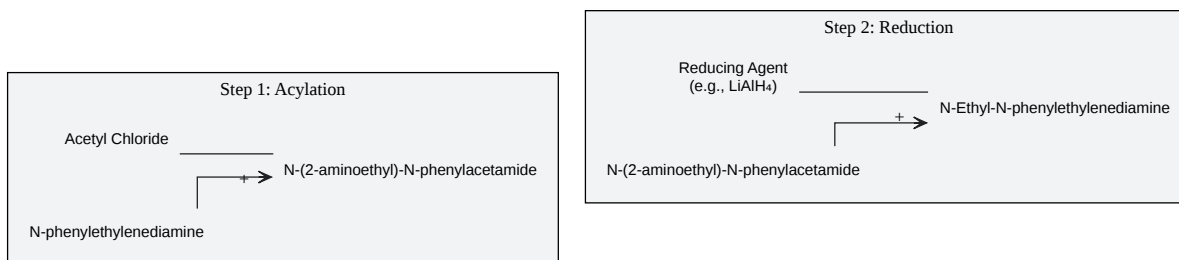 Step 1: Acylation
Acetyl Chloride
+
N-(2-aminoethyl)-N-phenylacetamide
N-phenylethylenediamine
Step 2: Reduction
Reducing Agent
(e.g., LiAlH₄)
+
N-Ethyl-N-phenylethylenediamine
N-(2-aminoethyl)-N-phenylacetamide